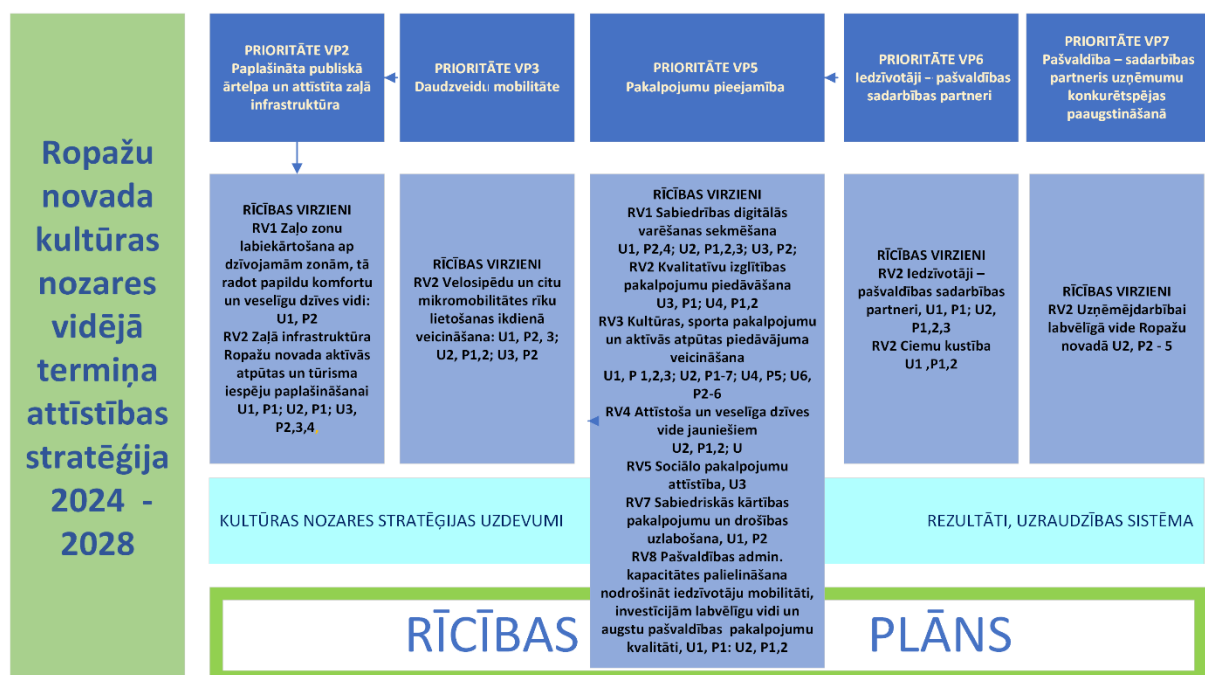 Ropažu
novada
kultūras
nozares
vidējā
termiņa
attīstības
stratēģija
2024 -
2028
PRIORITĀTE VP2
Paplašināta publiskā
ārtelpa un attīstīta zaļā
infrastruktūra
PRIORITĀTE VP3
Daudzveidu mobilitāte
PRIORITĀTE VP5
Pakalpojumu pieejamība
PRIORITĀTE VP6
Iedzīvotāji – pašvaldības
sadarbības partneri
PRIORITĀTE VP7
Pašvaldība – sadarbības
partneris uzņēmumu
konkurētspējas
paaugstināšanā
RĪCĪBAS VIRZIENI
RV1 Zaļo zonu
labiekārtošana ap
dzīvojamām zonām, tā
radot papildu komfortu
un veselīgu dzīves vidi:
U1, P2
RV2 Zaļā infrastruktūra
Ropažu novada aktīvās
atpūtas un tūrisma
iespēju paplašināšanai
U1, P1; U2, P1; U3,
P2,3,4,
RĪCĪBAS VIRZIENI
RV2 Velosipēdu un citu
mikromobilitātes rīku
lietošanas ikdienā
veicināšana: U1, P2, 3;
U2, P1,2; U3, P2
RĪCĪBAS VIRZIENI
RV1 Sabiedrības digitālās
varēšanas sekmēšana
U1, P2,4; U2, P1,2,3; U3, P2;
RV2 Kvalitatīvu izglītības
pakalpojumu piedāvāšana
U3, P1; U4, P1,2
RV3 Kultūras, sporta pakalpojumu
un aktīvās atpūtas piedāvājuma
veicināšana
U1, P 1,2,3; U2, P1-7; U4, P5; U6,
P2-6
RV4 Attīstoša un veselīga dzīves
vide jauniešiem
U2, P1,2; U
RV5 Sociālo pakalpojumu
attīstība, U3
RV7 Sabiedriskās kārtības
pakalpojumu un drošības
uzlabošana, U1, P2
RV8 Pašvaldības admin.
kapacitātes palielināšana
nodrošināt iedzīvotāju mobilitāti,
investīcijām labvēlīgu vidi un
augstu pašvaldības pakalpojumu
kvalitāti, U1, P1: U2, P1,2
RĪCĪBAS VIRZIENI
RV2 Iedzīvotāji –
pašvaldības sadarbības
partneri, U1, P1; U2,
P1,2,3
RV2 Ciemu kustība
U1 ,P1,2
RĪCĪBAS VIRZIENI
RV2 Uzņēmējdarbībai
labvēlīgā vide Ropažu
novadā U2, P2 - 5
KULTŪRAS NOZARES STRATĒĢIJAS UZDEVUMI
REZULTĀTI, UZRAUDZĪBAS SISTĒMA
RĪCĪBAS PLĀNS